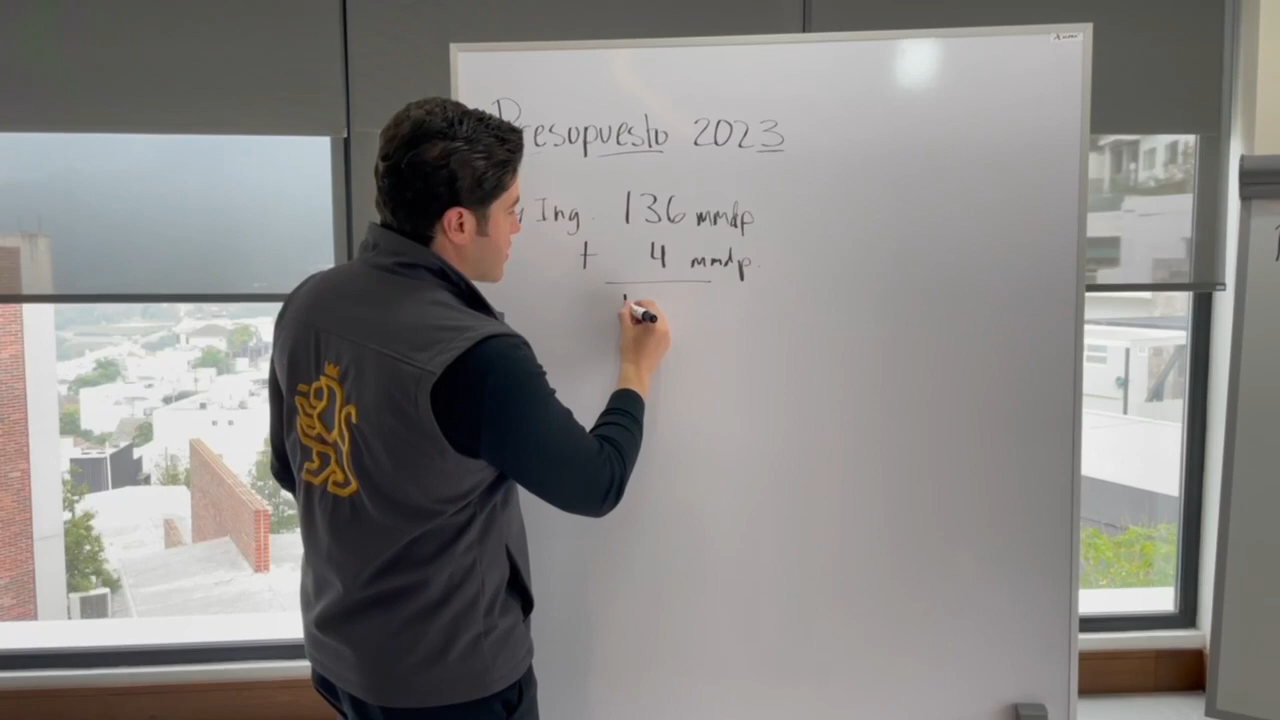 Presupuesto 2023
Ing. 136 mmdp
+ 4 mmdp.